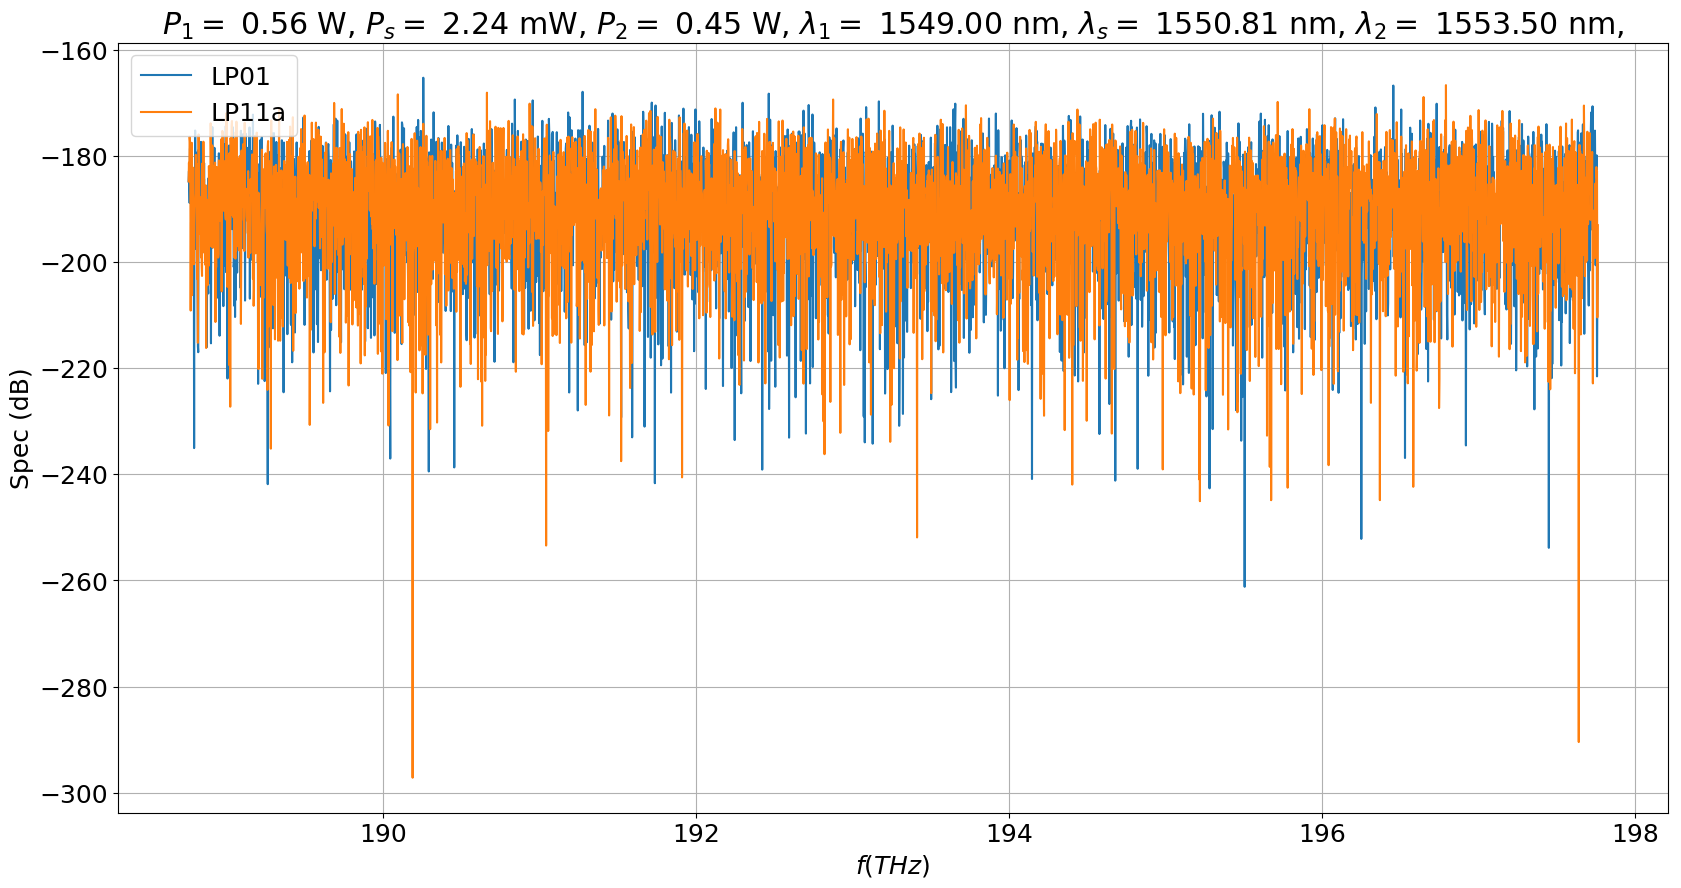 P₁ = 0.56 W, Pₛ = 2.24 mW, P₂ = 0.45 W, λ₁ = 1549.00 nm, λₛ = 1550.81 nm, λ₂ = 1553.50 nm,
LP01
LP11a
−160
−180
−200
−220
−240
−260
−280
−300
Spec (dB)
190 192 194 196 198
f(THz)